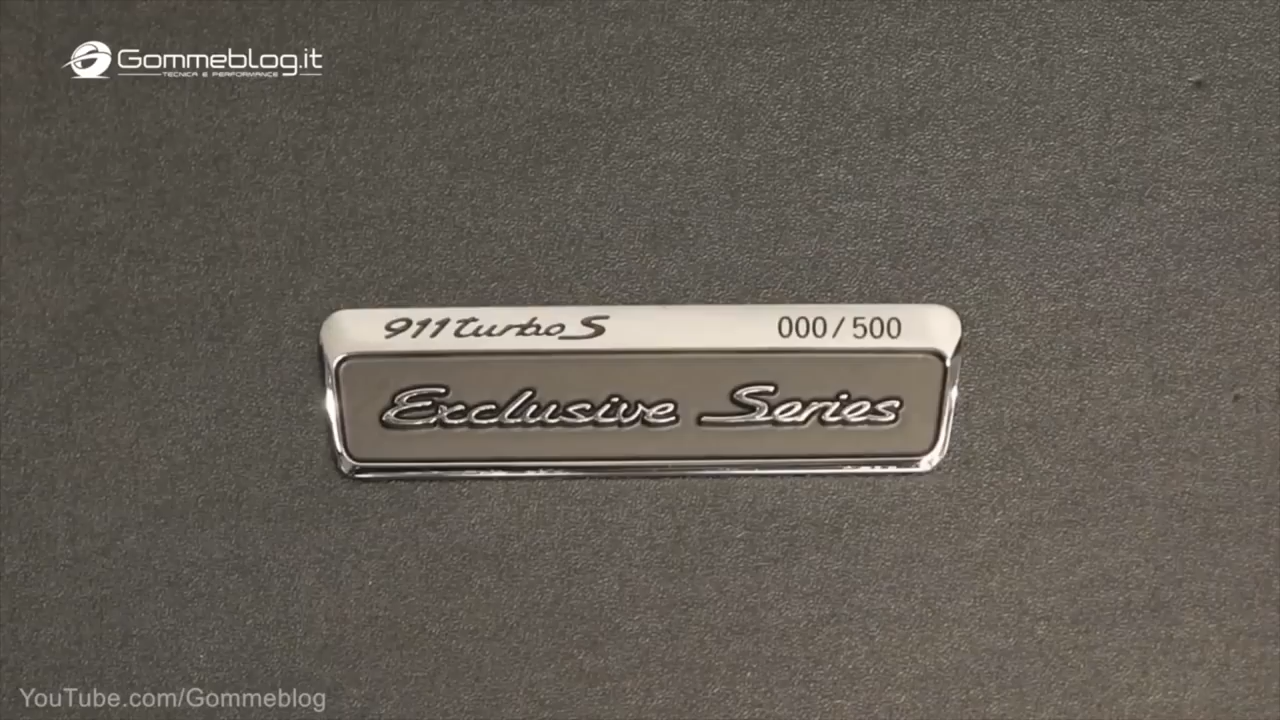 Gommeblog.it
TECNICA E PERFORMANCE
911 turbo S 000/500
Exclusive Series
YouTube.com/Gommeblog